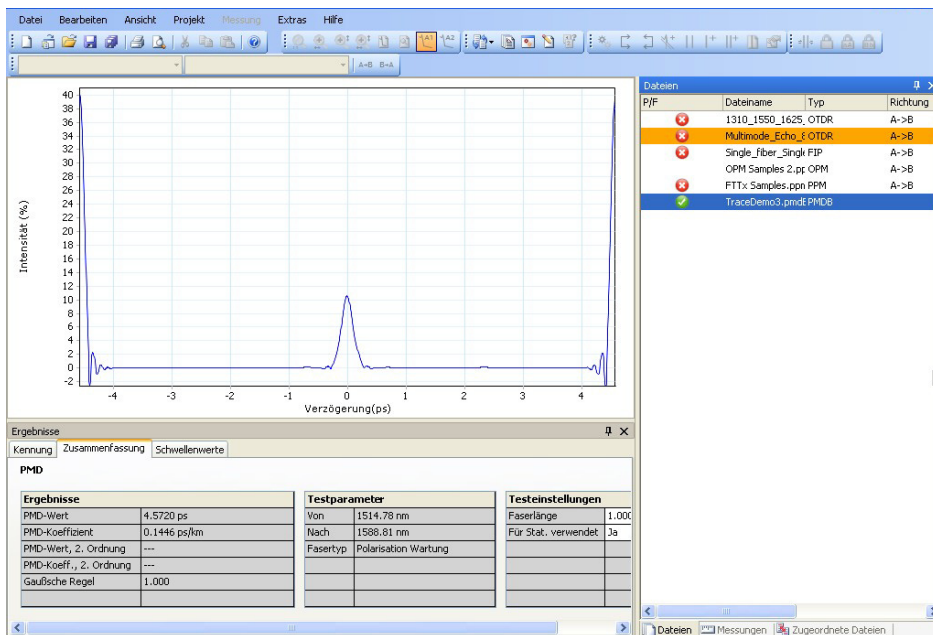 Datei Bearbeiten Ansicht Projekt Messung Extras Hilfe
A1 A2
A=B B=A
Dateien
P/F Dateiname Typ Richtung
1310_1550_1625_ OTDR A->B
Multimode_Echo_8 OTDR A->B
Single_fiber_Singl FIP A->B
OPM Samples 2.pp OPM A->B
FTTx Samples.ppm PPM A->B
TraceDemo3.pmdB PMDB
Intensität (%)
40
38
36
34
32
30
28
26
24
22
20
18
16
14
12
10
8
6
4
2
0
-2
-4 -3 -2 -1 0 1 2 3 4
Verzögerung(ps)
Ergebnisse
Kennung Zusammenfassung Schwellenwerte
PMD
Ergebnisse
PMD-Wert 4.5720 ps
PMD-Koeffizient 0.1446 ps/km
PMD-Wert, 2. Ordnung ---
PMD-Koeff., 2. Ordnung ---
Gaußsche Regel 1.000
Testparameter
Von 1514.78 nm
Nach 1588.81 nm
Fasertyp Polarisation Wartung
Testeinstellungen
Faserlänge 1.000
Für Stat. verwendet Ja
Dateien Messungen Zugeordnete Dateien